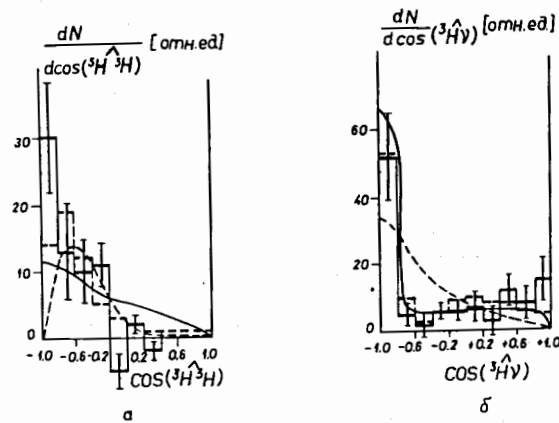 dN
dcos(³H^³H)
[отн.ед]
30
20
10
0
-1.0 -0.6 -0.2 0.2 0.6 1.0
COS(³H^³H)
а
dN
dcos(³H^ν)
[отн.ед.]
60
40
20
0
-1.0 -0.6 -0.2 +0.2 +0.6 +1.0
COS(³H^ν)
б